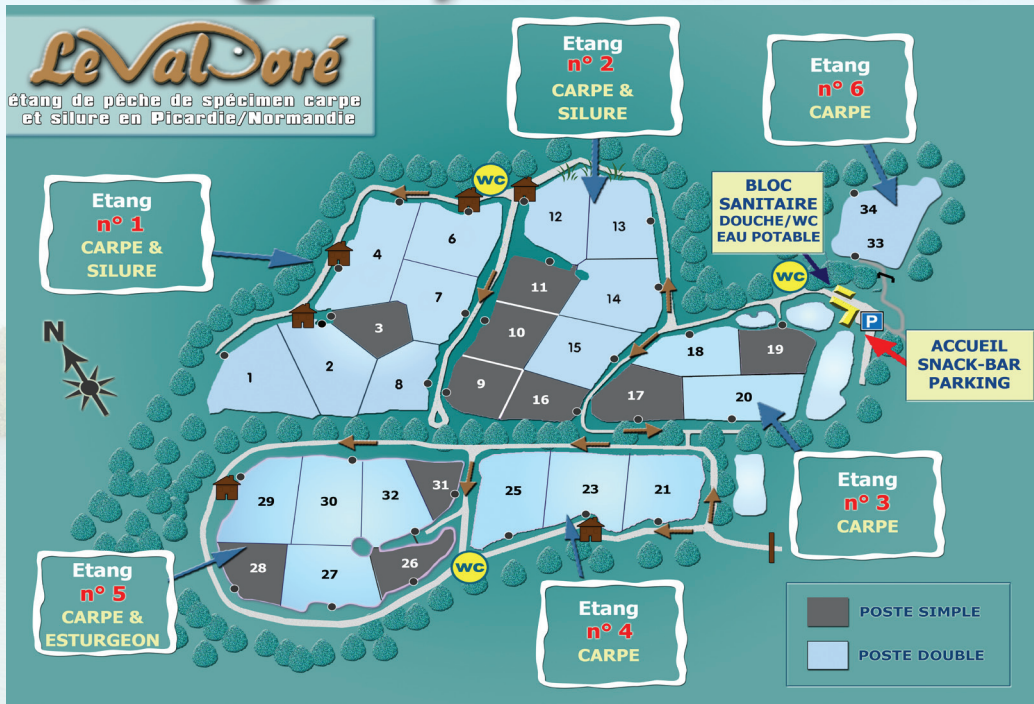 Le Val Doré
étang de pêche de spécimen carpe
et silure en Picardie/Normandie
Etang
n° 2
CARPE &
SILURE
Etang
n° 6
CARPE
Etang
n° 1
CARPE &
SILURE
BLOC
SANITAIRE
DOUCHE/WC
EAU POTABLE
WC
WC
P
ACCUEIL
SNACK-BAR
PARKING
N
34
33
12
13
4
6
11
14
7
3
10
15
18
19
1
2
8
9
16
17
20
29
30
32
31
25
23
21
28
27
26
WC
Etang
n° 3
CARPE
Etang
n° 5
CARPE &
ESTURGEON
Etang
n° 4
CARPE
POSTE SIMPLE
POSTE DOUBLE